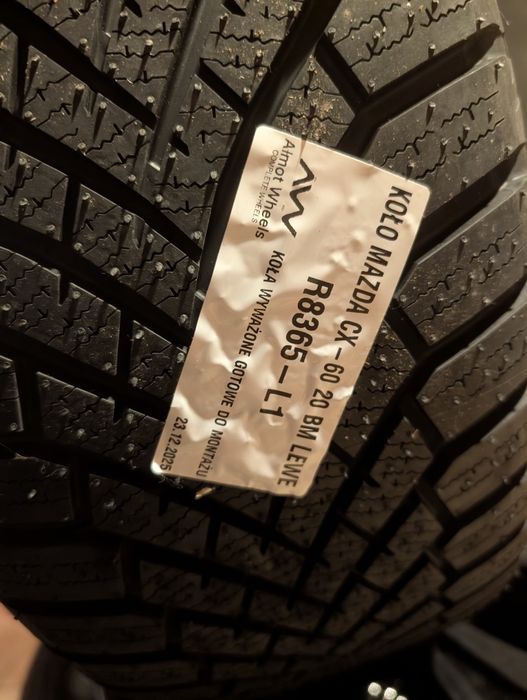 KOŁO MAZDA CX-60 20 BM LEWE
R8365-L1
Almot Wheels
COMPLETE WHEELS
KOŁA WYWAŻONE GOTOWE DO MONTAŻU
23.12.2025